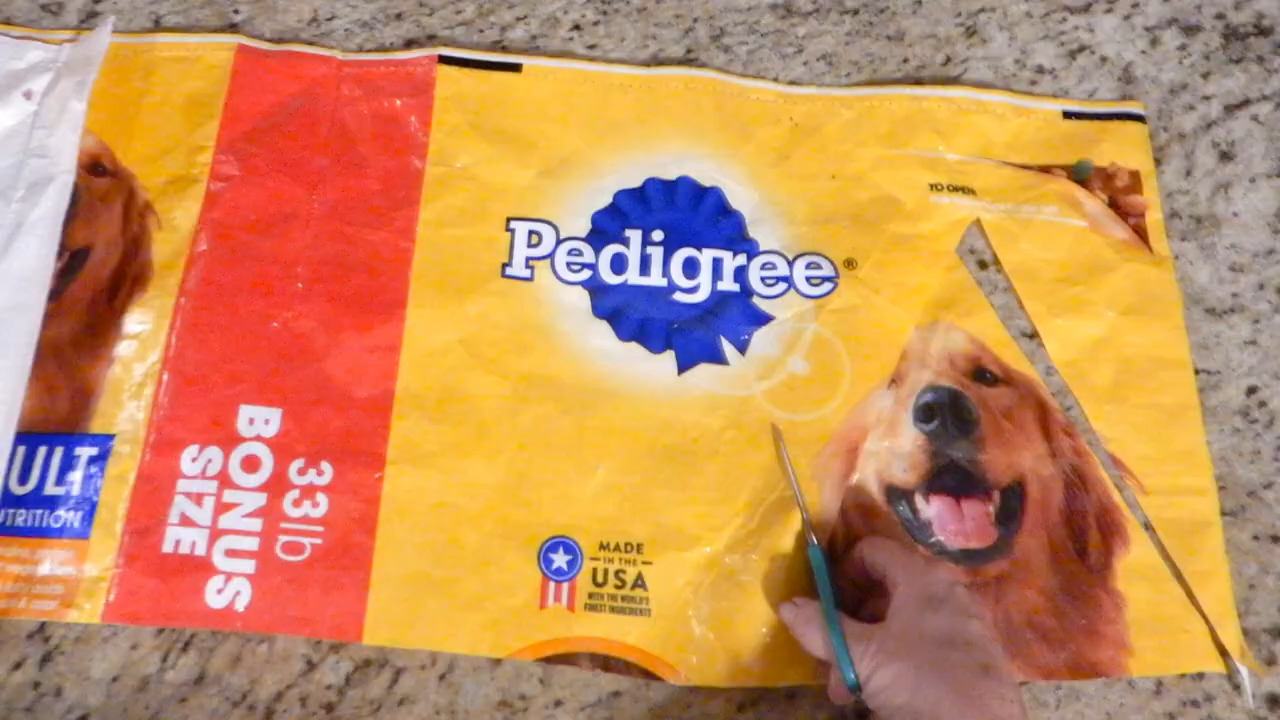 Pedigree®
TO OPEN
ULT
UTRITION
33lb
BONUS
SIZE
MADE
IN THE
USA
WITH THE WORLD'S
FINEST INGREDIENTS